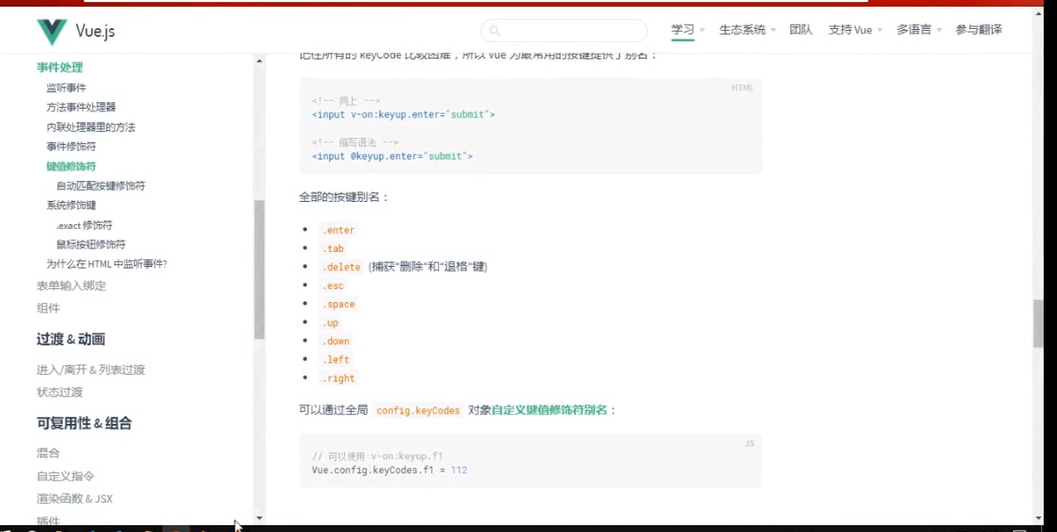 Vue.js
学习
生态系统
团队
支持 Vue
多语言
参与翻译
事件处理
监听事件
方法事件处理器
内联处理器里的方法
事件修饰符
键值修饰符
自动匹配按键修饰符
系统修饰键
.exact 修饰符
鼠标按钮修饰符
为什么在 HTML 中监听事件?
表单输入绑定
组件
过渡 & 动画
进入/离开 & 列表过渡
状态过渡
可复用性 & 组合
混合
自定义指令
渲染函数 & JSX
插件
记住所有的 keyCode 比较困难，所以 Vue 为最常用的按键提供了别名：
HTML
<!-- 同上 -->
<input v-on:keyup.enter="submit">
<!-- 缩写语法 -->
<input @keyup.enter="submit">
全部的按键别名：
.enter
.tab
.delete (捕获“删除”和“退格”键)
.esc
.space
.up
.down
.left
.right
可以通过全局 config.keyCodes 对象自定义键值修饰符别名：
JS
// 可以使用 v-on:keyup.f1
Vue.config.keyCodes.f1 = 112